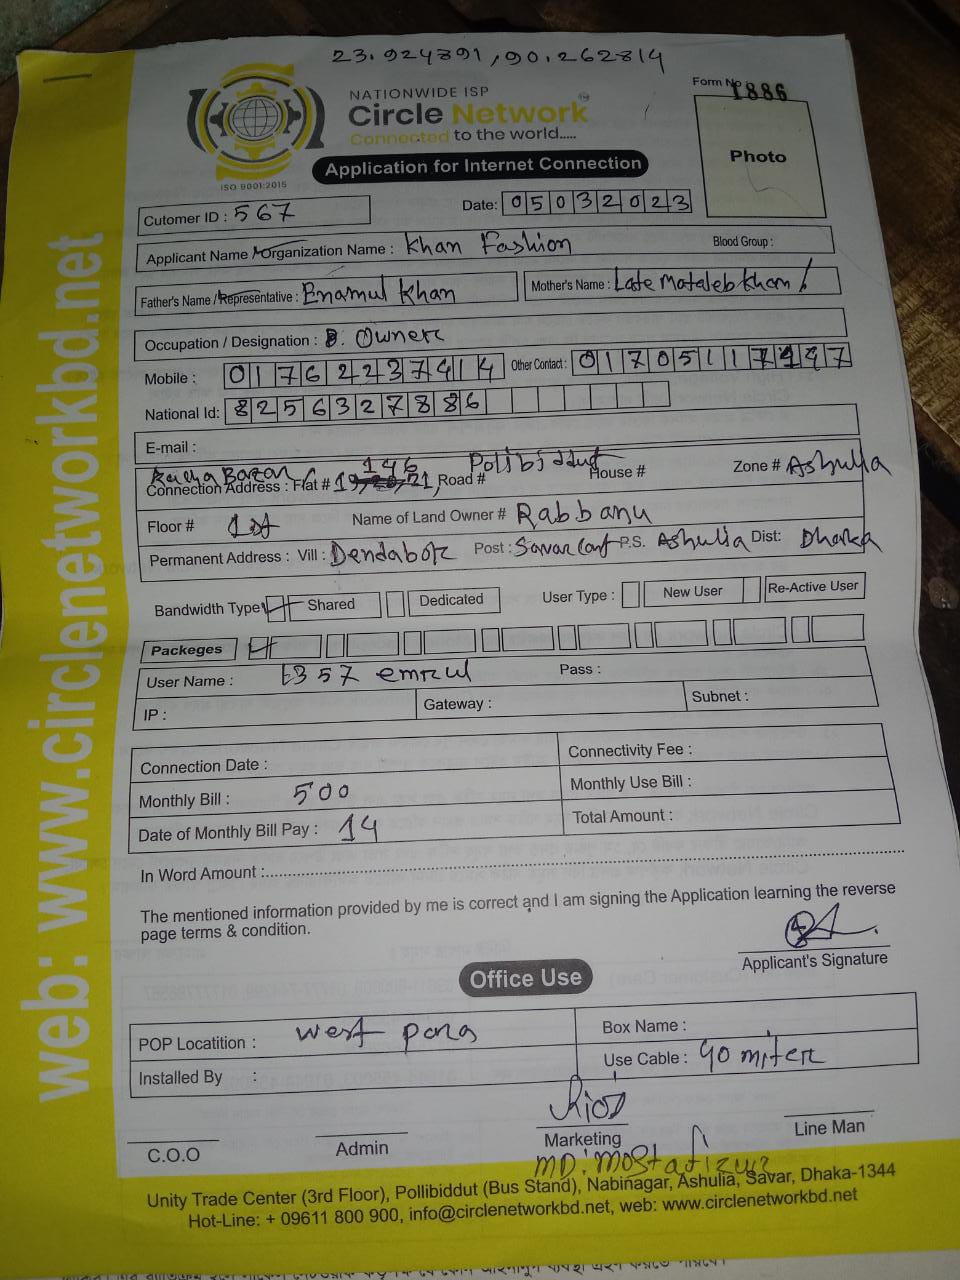 23.924891,90.262814
NATIONWIDE ISP
Circle Network
Connected to the world.....
ISO 9001:2015
Form No 1886
Application for Internet Connection
Photo
Cutomer ID : 567
Date: 05032023
Applicant Name /Organization Name : Khan Fashion Blood Group :
Father's Name /Representative : Enamul Khan Mother's Name : Late Mataleb Khan
Occupation / Designation : Owner
Mobile : 01762237414 Other Contact :
National Id: 8256327886
E-mail :
Bazar 146 Polibiddut
Connection Address : Flat # Road # House # Zone # Ashulia
Floor # 1st Name of Land Owner # Rabbanu
Permanent Address : Vill : Dendabor Post : Savar Cant P.S. Ashulia Dist: Dhaka
Bandwidth Type Shared Dedicated User Type : New User Re-Active User
Packeges
User Name : 357 emrul Pass :
IP : Gateway : Subnet :
Connection Date : Connectivity Fee :
Monthly Bill : 500 Monthly Use Bill :
Date of Monthly Bill Pay : 14 Total Amount :
In Word Amount :
The mentioned information provided by me is correct and I am signing the Application learning the reverse
page terms & condition.
Applicant's Signature
Office Use
POP Locatition : West para Box Name :
Installed By : Use Cable : 90 miter
C.O.O Admin Marketing Line Man
MD. Mostafizur
Unity Trade Center (3rd Floor), Pollibiddut (Bus Stand), Nabinagar, Ashulia, Savar, Dhaka-1344
Hot-Line: + 09611 800 900, info@circlenetworkbd.net, web: www.circlenetworkbd.net
web: www.circlenetworkbd.net